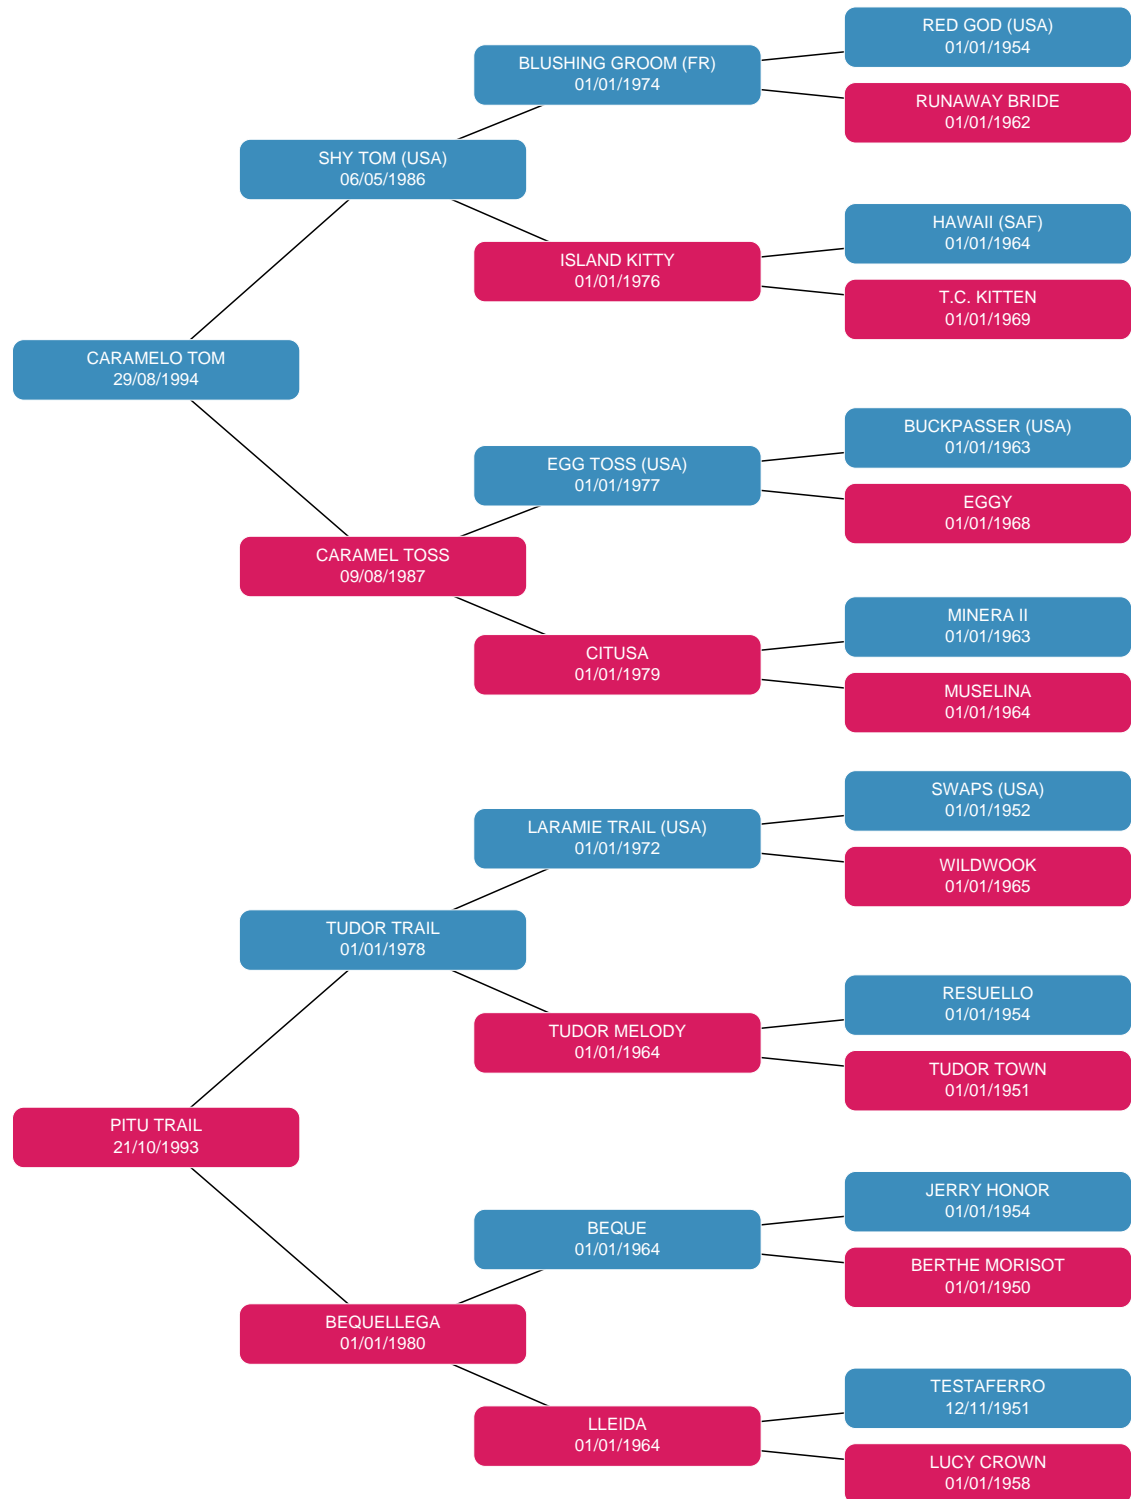 RED GOD (USA)
01/01/1954
BLUSHING GROOM (FR)
01/01/1974
RUNAWAY BRIDE
01/01/1962
SHY TOM (USA)
06/05/1986
HAWAII (SAF)
01/01/1964
ISLAND KITTY
01/01/1976
T.C. KITTEN
01/01/1969
CARAMELO TOM
29/08/1994
BUCKPASSER (USA)
01/01/1963
EGG TOSS (USA)
01/01/1977
EGGY
01/01/1968
CARAMEL TOSS
09/08/1987
MINERA II
01/01/1963
CITUSA
01/01/1979
MUSELINA
01/01/1964
SWAPS (USA)
01/01/1952
LARAMIE TRAIL (USA)
01/01/1972
WILDWOOK
01/01/1965
TUDOR TRAIL
01/01/1978
RESUELLO
01/01/1954
TUDOR MELODY
01/01/1964
TUDOR TOWN
01/01/1951
PITU TRAIL
21/10/1993
JERRY HONOR
01/01/1954
BEQUE
01/01/1964
BERTHE MORISOT
01/01/1950
BEQUELLEGA
01/01/1980
TESTAFERRO
12/11/1951
LLEIDA
01/01/1964
LUCY CROWN
01/01/1958